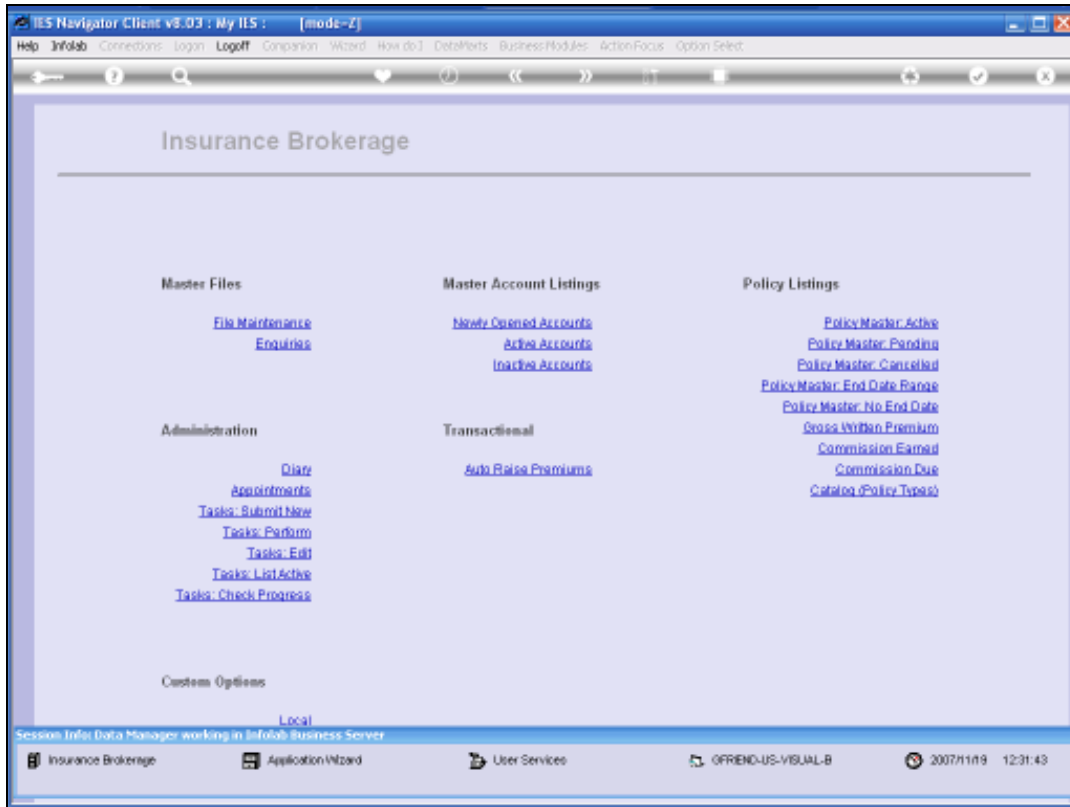 IES Navigator Client v8.03 : My IES : [mode-Z]
Help Infolab Connections Logon Logoff Companion Wizard How do I DataMarts Business Modules Action Focus Option Select
Insurance Brokerage
Master Files
File Maintenance
Enquiries
Master Account Listings
Newly Opened Accounts
Active Accounts
Inactive Accounts
Policy Listings
Policy Master: Active
Policy Master: Pending
Policy Master: Cancelled
Policy Master: End Date Range
Policy Master: No End Date
Gross Written Premium
Commission Earned
Commission Due
Catalog (Policy Types)
Administration
Diary
Appointments
Tasks: Submit New
Tasks: Perform
Tasks: Edit
Tasks: List Active
Tasks: Check Progress
Transactional
Auto Raise Premiums
Custom Options
Local
Session Info: Data Manager working in Infolab Business Server
Insurance Brokerage Application Wizard User Services GFRIEND-US-VISUAL-B 2007/11/19 12:31:43